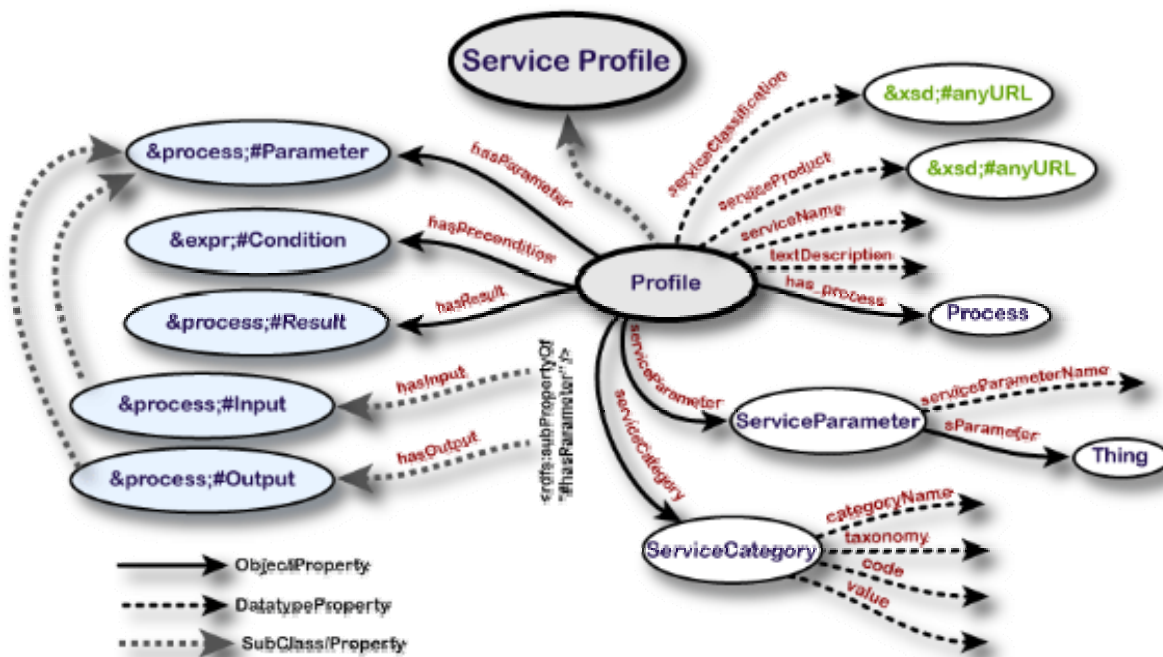 Service Profile
&xsd;#anyURL
serviceClassification
&process;#Parameter
hasParameter
serviceProduct
&xsd;#anyURL
serviceName
&expr;#Condition
hasPrecondition
textDescription
Profile
has_process
&process;#Result
hasResult
Process
hasInput
&process;#Input
<rdfs:subPropertyOf
"#hasParameter"/>
serviceParameter
serviceCategory
ServiceParameter
serviceParameterName
sParameter
Thing
hasOutput
&process;#Output
ServiceCategory
categoryName
taxonomy
code
value
ObjectProperty
DatatypeProperty
SubClass/Property